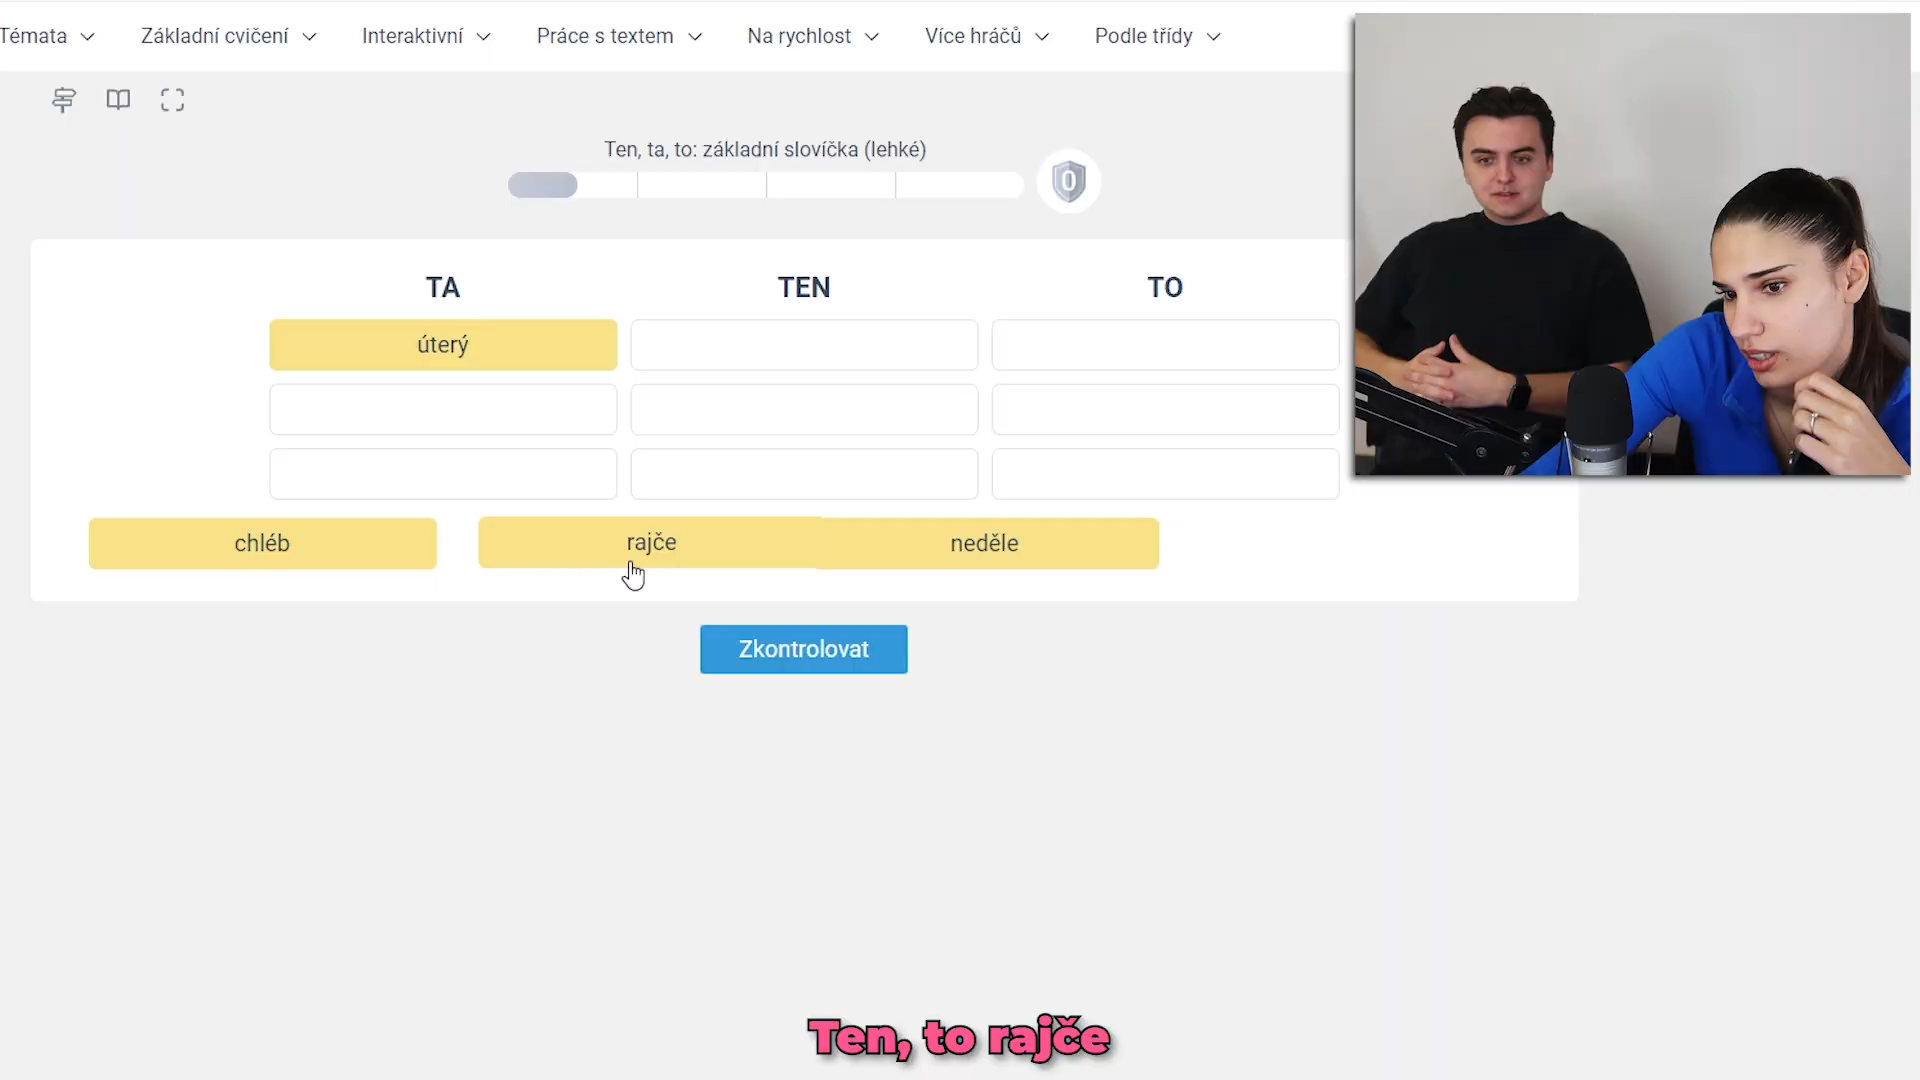 Témata Základní cvičení Interaktivní Práce s textem Na rychlost Více hráčů Podle třídy
Ten, ta, to: základní slovíčka (lehké)
0
TA TEN TO
úterý
chléb rajče neděle
Zkontrolovat
Ten, to rajče